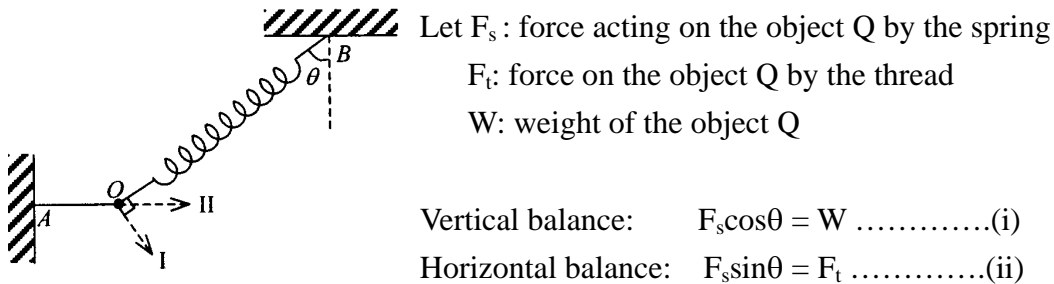 Let Fₛ : force acting on the object Q by the spring
Fₜ: force on the object Q by the thread
W: weight of the object Q
Vertical balance: Fₛcosθ = W ………….(i)
Horizontal balance: Fₛsinθ = Fₜ ………….(ii)
B
θ
A
O
II
I